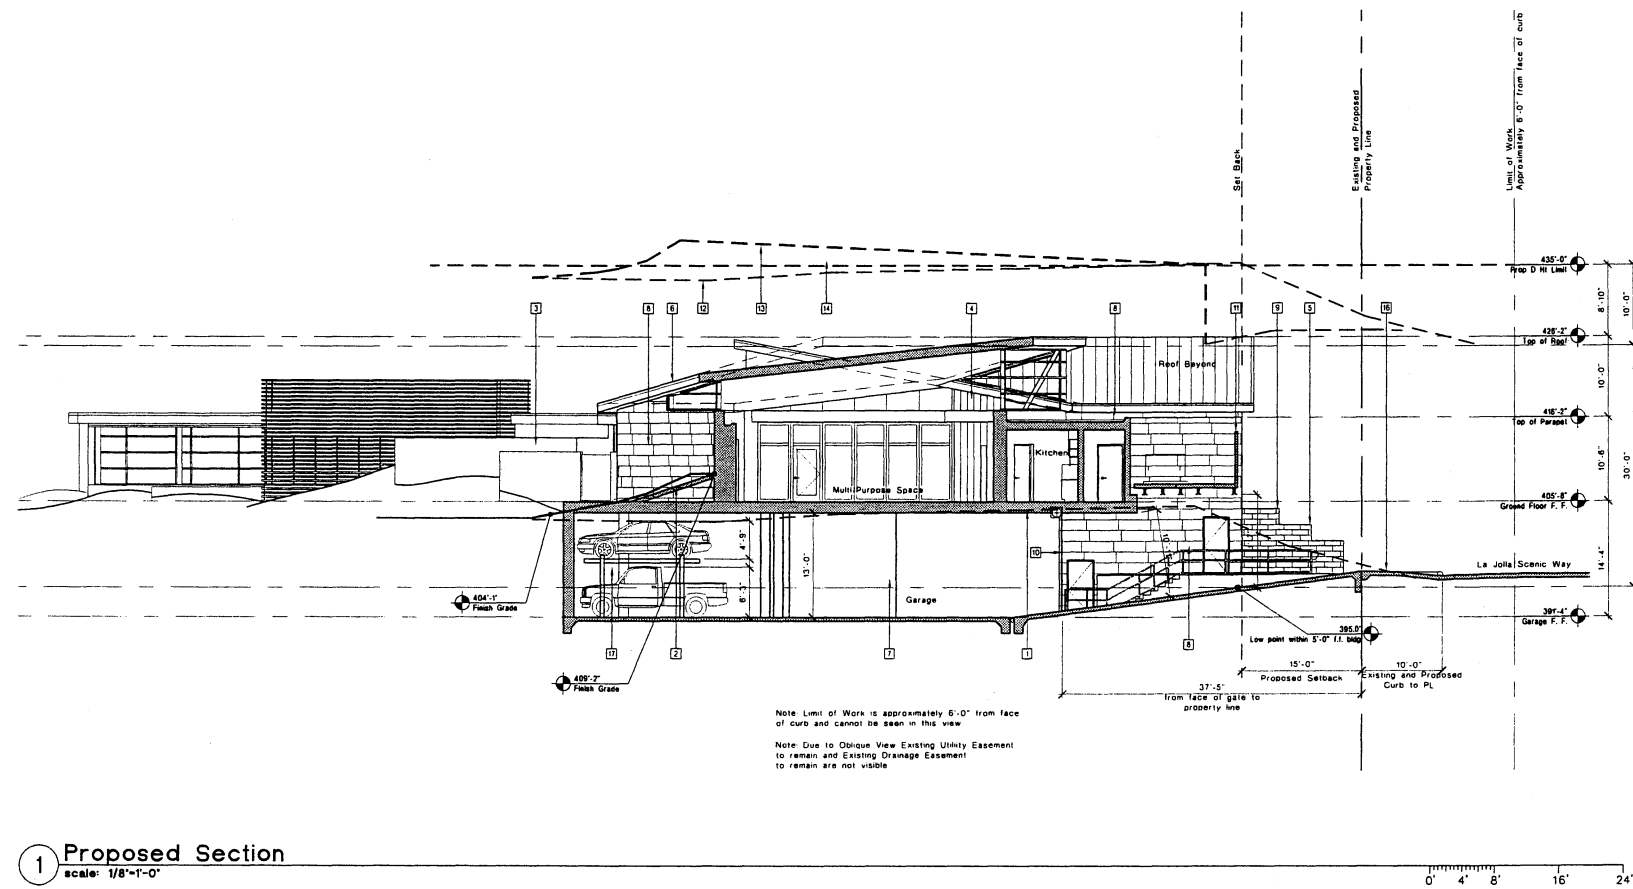 Set Back
Existing and Proposed
Property Line
Limit of Work
Approximately 6'-0" from face of curb
435'-0"
Prop D Ht Limit
8'-10"
10'-0"
3
8
6
12
13
14
4
8
11
9
5
16
426'-2"
Top of Roof
Roof Beyond
10'-0"
416'-2"
Top of Parapet
Kitchen
10'-6"
30'-0"
Multi-Purpose Space
405'-8"
Ground Floor F. F.
4'-9"
13'-0"
10
14'-4"
La Jolla Scenic Way
404'-1"
Finish Grade
6'-3"
Garage
391'-4"
Garage F. F.
395.0'
Low point within 5'-0" f.f. bldg
17
2
7
1
8
409'-2"
Finish Grade
15'-0"
Proposed Setback
10'-0"
Existing and Proposed
Curb to PL
37'-5"
from face of gate to
property line
Note: Limit of Work is approximately 6'-0" from face
of curb and cannot be seen in this view
Note: Due to Oblique View Existing Utility Easement
to remain and Existing Drainage Easement
to remain are not visible
1
Proposed Section
scale: 1/8"=1'-0"
0' 4' 8' 16' 24'